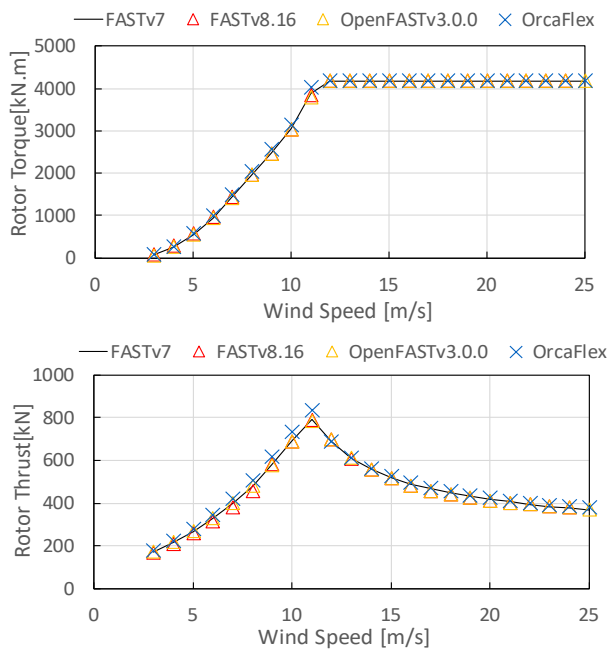 FASTv7 FASTv8.16 OpenFASTv3.0.0 OrcaFlex
5000
4000
3000
2000
1000
0
Rotor Torque[kN.m]
0 5 10 15 20 25
Wind Speed [m/s]
FASTv7 FASTv8.16 OpenFASTv3.0.0 OrcaFlex
1000
800
600
400
200
0
Rotor Thrust[kN]
0 5 10 15 20 25
Wind Speed [m/s]